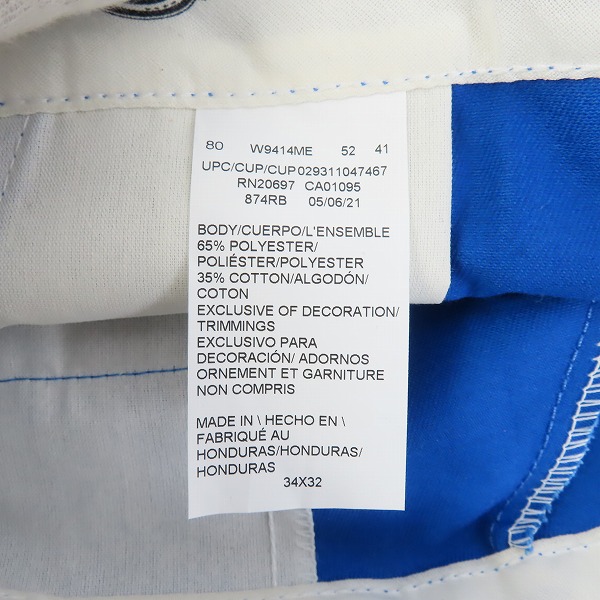 80 W9414ME 52 41
UPC/CUP/CUP029311047467
RN20697 CA01095
874RB 05/06/21
BODY/CUERPO/L'ENSEMBLE
65% POLYESTER/
POLIÉSTER/POLYESTER
35% COTTON/ALGODÓN/
COTON
EXCLUSIVE OF DECORATION/
TRIMMINGS
EXCLUSIVO PARA
DECORACIÓN/ ADORNOS
ORNEMENT ET GARNITURE
NON COMPRIS
MADE IN \ HECHO EN \
FABRIQUÉ AU
HONDURAS/HONDURAS/
HONDURAS
34X32